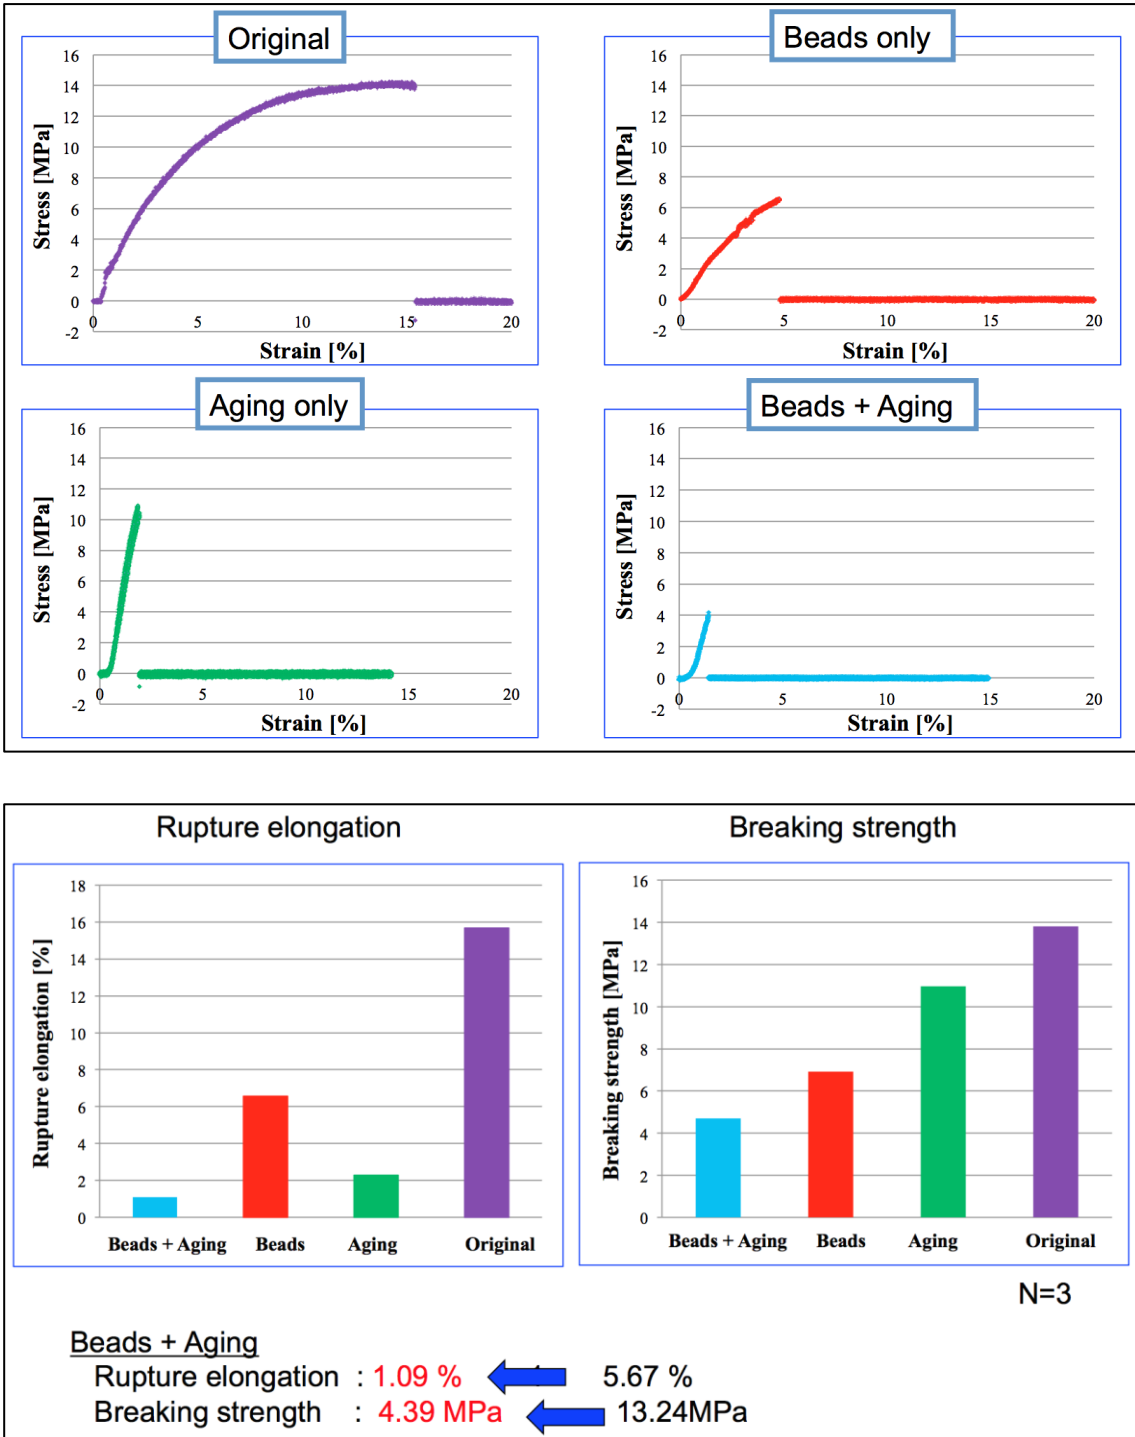 Original
16
14
12
10
8
6
4
2
0
-2
0 5 10 15 20
Stress [MPa]
Strain [%]
Beads only
16
14
12
10
8
6
4
2
0
-2
0 5 10 15 20
Stress [MPa]
Strain [%]
Aging only
16
14
12
10
8
6
4
2
0
-2
0 5 10 15 20
Stress [MPa]
Strain [%]
Beads + Aging
16
14
12
10
8
6
4
2
0
-2
0 5 10 15 20
Stress [MPa]
Strain [%]
Rupture elongation
18
16
14
12
10
8
6
4
2
0
Rupture elongation [%]
Beads + Aging Beads Aging Original
Breaking strength
16
14
12
10
8
6
4
2
0
Breaking strength [MPa]
Beads + Aging Beads Aging Original
N=3
Beads + Aging
Rupture elongation : 1.09 % 5.67 %
Breaking strength : 4.39 MPa 13.24MPa